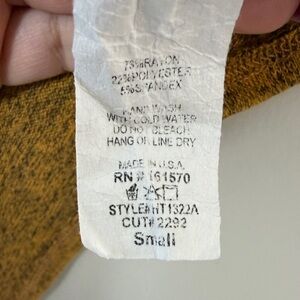 73%RAYON
22%POLYESTER
5%SPANDEX
HAND WASH
WITH COLD WATER
DO NOT BLEACH
HANG OR LINE DRY
MADE IN U.S.A.
RN # 161570
STYLE#HT1322A
CUT#2292
Small